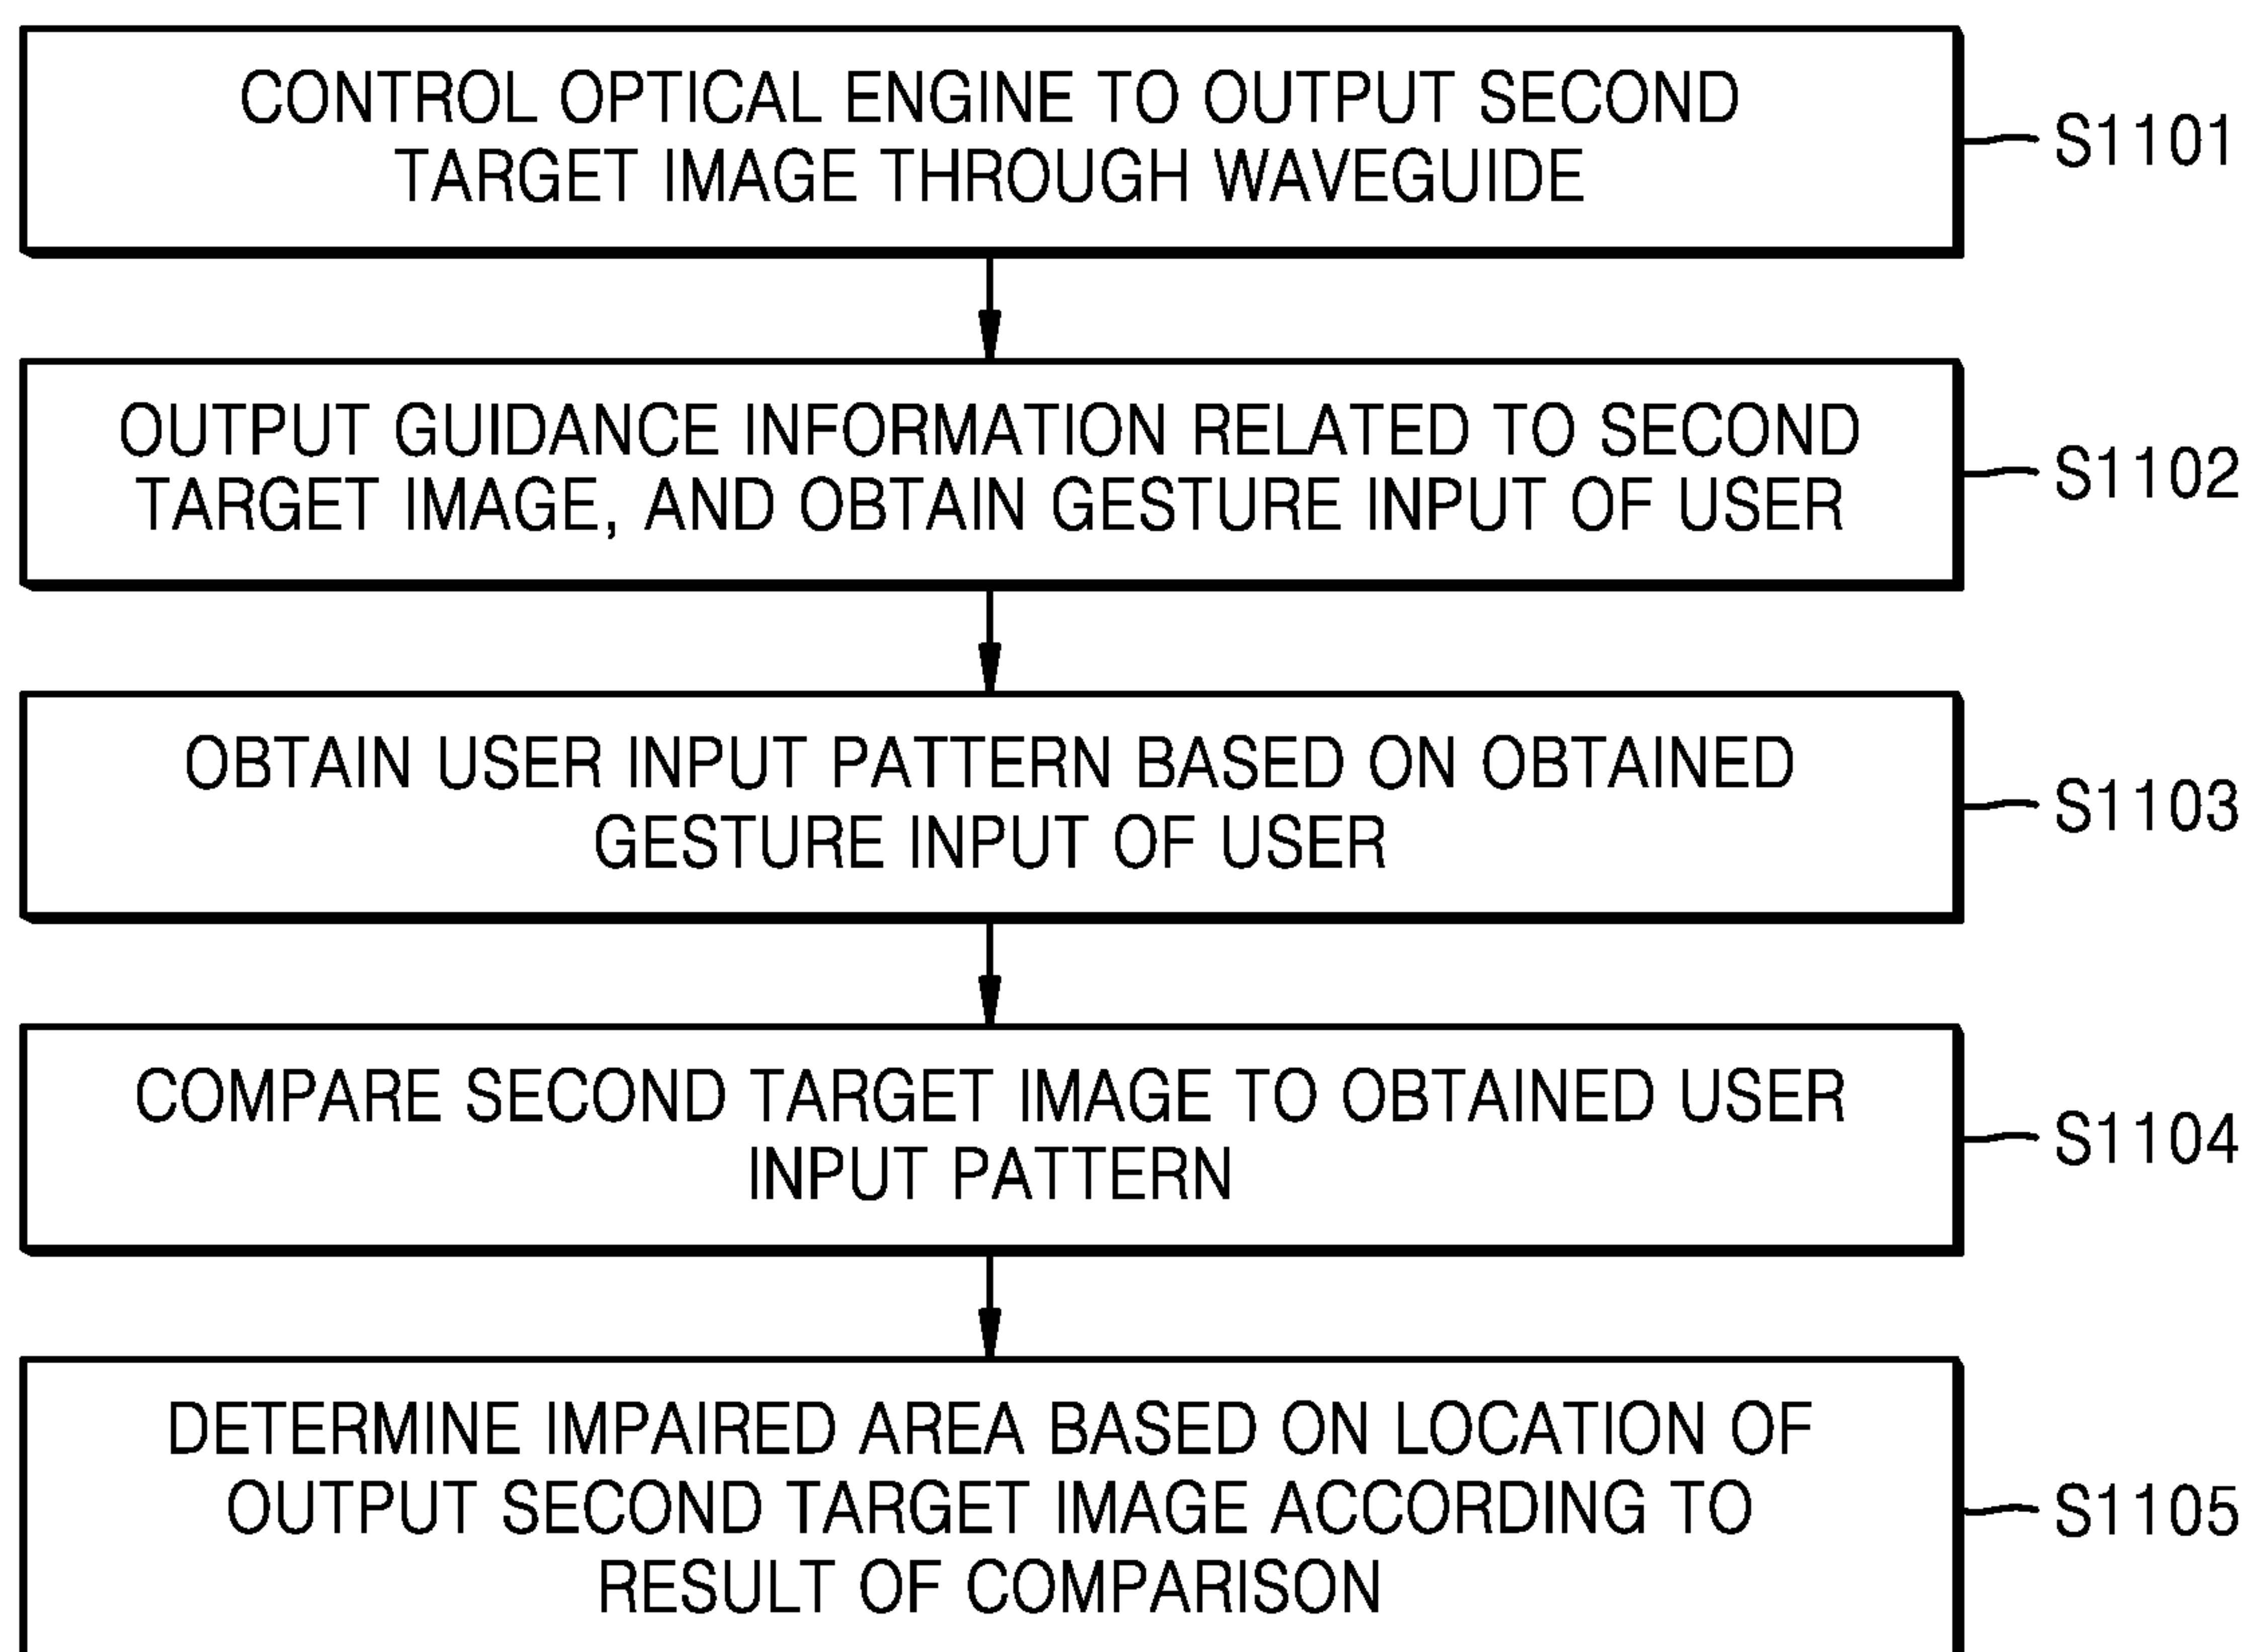 CONTROL OPTICAL ENGINE TO OUTPUT SECOND
TARGET IMAGE THROUGH WAVEGUIDE
S1101
OUTPUT GUIDANCE INFORMATION RELATED TO SECOND
TARGET IMAGE, AND OBTAIN GESTURE INPUT OF USER
S1102
OBTAIN USER INPUT PATTERN BASED ON OBTAINED
GESTURE INPUT OF USER
S1103
COMPARE SECOND TARGET IMAGE TO OBTAINED USER
INPUT PATTERN
S1104
DETERMINE IMPAIRED AREA BASED ON LOCATION OF
OUTPUT SECOND TARGET IMAGE ACCORDING TO
RESULT OF COMPARISON
S1105